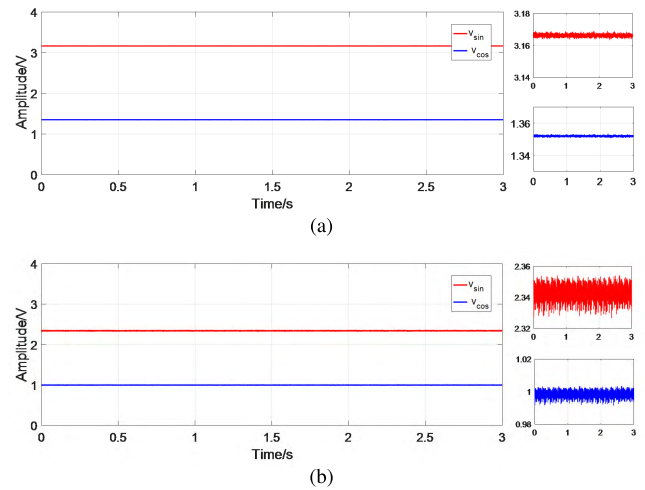 4
3
2
1
0
Amplitude/V
0 0.5 1 1.5 2 2.5 3
Time/s
v_sin
v_cos
3.18
3.16
3.14
0 1 2 3
1.36
1.34
0 1 2 3
(a)
4
3
2
1
0
Amplitude/V
0 0.5 1 1.5 2 2.5 3
Time/s
v_sin
v_cos
2.36
2.34
2.32
0 1 2 3
1.02
1
0.98
0 1 2 3
(b)